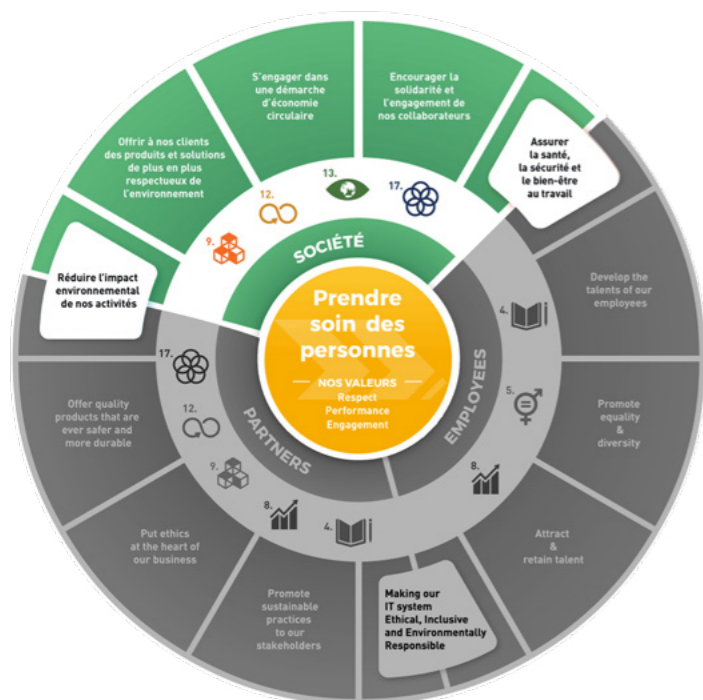 S'engager dans
une démarche
d'économie
circulaire
Encourager la
solidarité et
l'engagement de
nos collaborateurs
Offrir à nos clients
des produits et solutions
de plus en plus
respectueux de
l'environnement
Assurer
la santé,
la sécurité et
le bien-être
au travail
Réduire l'impact
environnemental
de nos activités
9.
12.
13.
17.
SOCIÉTÉ
Prendre
soin des
personnes
NOS VALEURS
Respect
Performance
Engagement
EMPLOYEES
4.
5.
8.
Develop the
talents of our
employees
Promote
equality
&
diversity
Attract
&
retain talent
Making our
IT system
Ethical, Inclusive
and Environmentally
Responsible
PARTNERS
17.
12.
9.
8.
4.
Offer quality
products that are
ever safer and
more durable
Put ethics
at the heart of
our business
Promote
sustainable
practices
to our
stakeholders